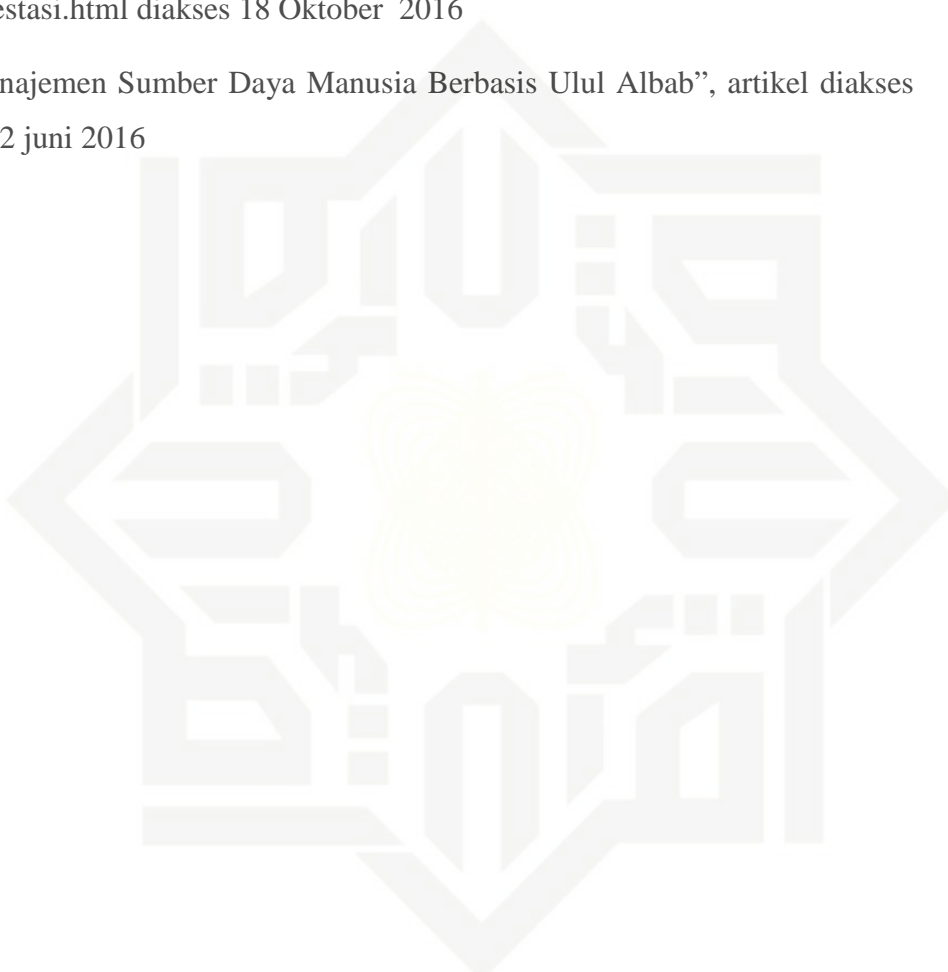 estasi.html diakses 18 Oktober 2016
najemen Sumber Daya Manusia Berbasis Ulul Albab”, artikel diakses
2 juni 2016